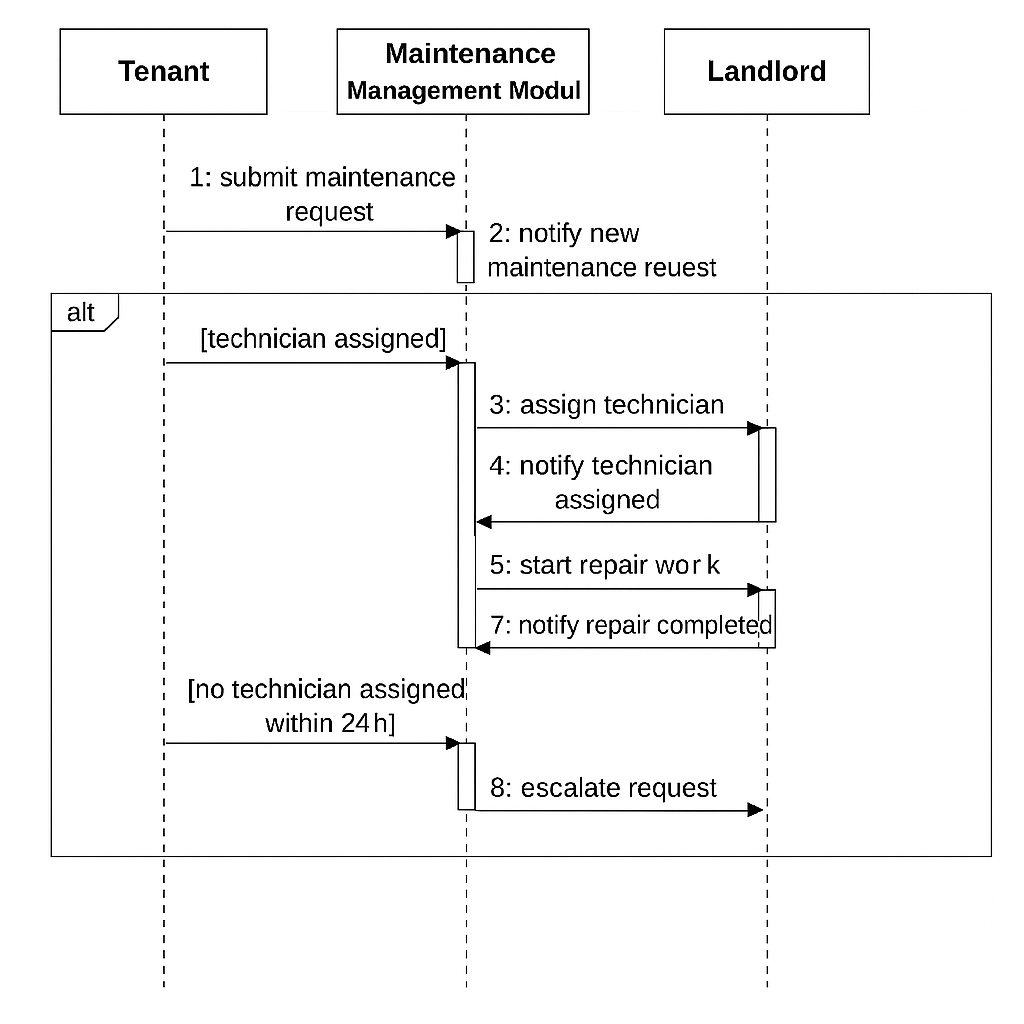 Tenant
Maintenance
Management Modul
Landlord
1: submit maintenance
request
2: notify new
maintenance reuest
alt
[technician assigned]
3: assign technician
4: notify technician
assigned
5: start repair work
7: notify repair completed
[no technician assigned
within 24h]
8: escalate request